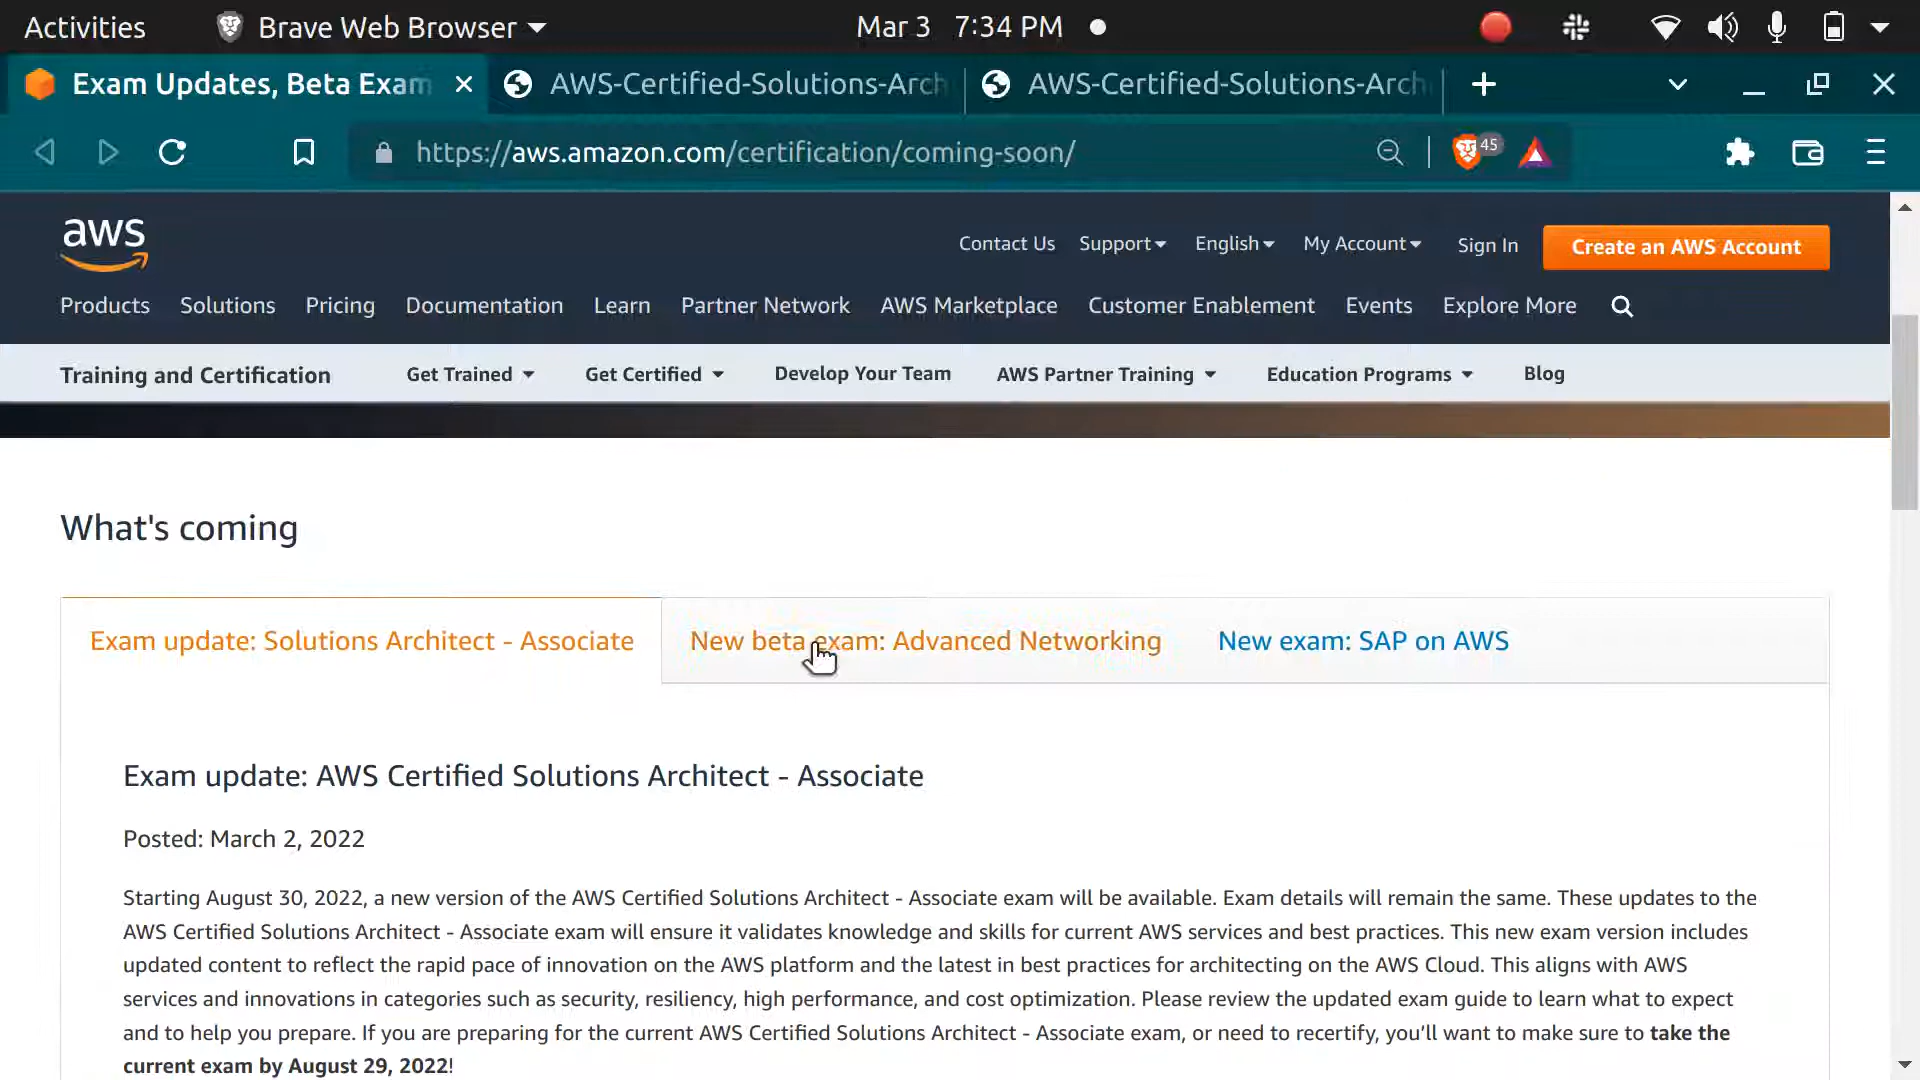 Activities Brave Web Browser Mar 3 7:34 PM
Exam Updates, Beta Exam AWS-Certified-Solutions-Arch AWS-Certified-Solutions-Arch
https://aws.amazon.com/certification/coming-soon/ 45
aws
Contact Us Support English My Account Sign In Create an AWS Account
Products Solutions Pricing Documentation Learn Partner Network AWS Marketplace Customer Enablement Events Explore More
Training and Certification Get Trained Get Certified Develop Your Team AWS Partner Training Education Programs Blog
What's coming
Exam update: Solutions Architect - Associate New beta exam: Advanced Networking New exam: SAP on AWS
Exam update: AWS Certified Solutions Architect - Associate
Posted: March 2, 2022
Starting August 30, 2022, a new version of the AWS Certified Solutions Architect - Associate exam will be available. Exam details will remain the same. These updates to the
AWS Certified Solutions Architect - Associate exam will ensure it validates knowledge and skills for current AWS services and best practices. This new exam version includes
updated content to reflect the rapid pace of innovation on the AWS platform and the latest in best practices for architecting on the AWS Cloud. This aligns with AWS
services and innovations in categories such as security, resiliency, high performance, and cost optimization. Please review the updated exam guide to learn what to expect
and to help you prepare. If you are preparing for the current AWS Certified Solutions Architect - Associate exam, or need to recertify, you'll want to make sure to take the
current exam by August 29, 2022!